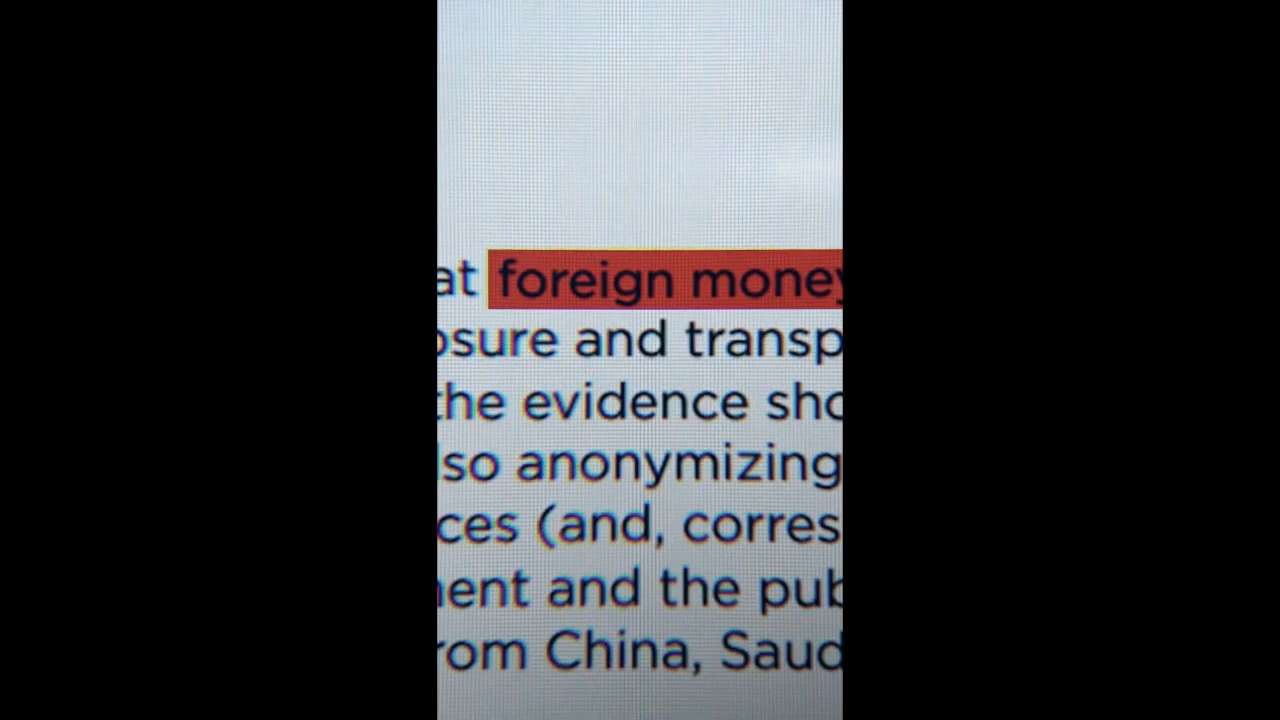 at foreign money
osure and transp
the evidence sho
lso anonymizing
ces (and, corres
ent and the pub
rom China, Saud